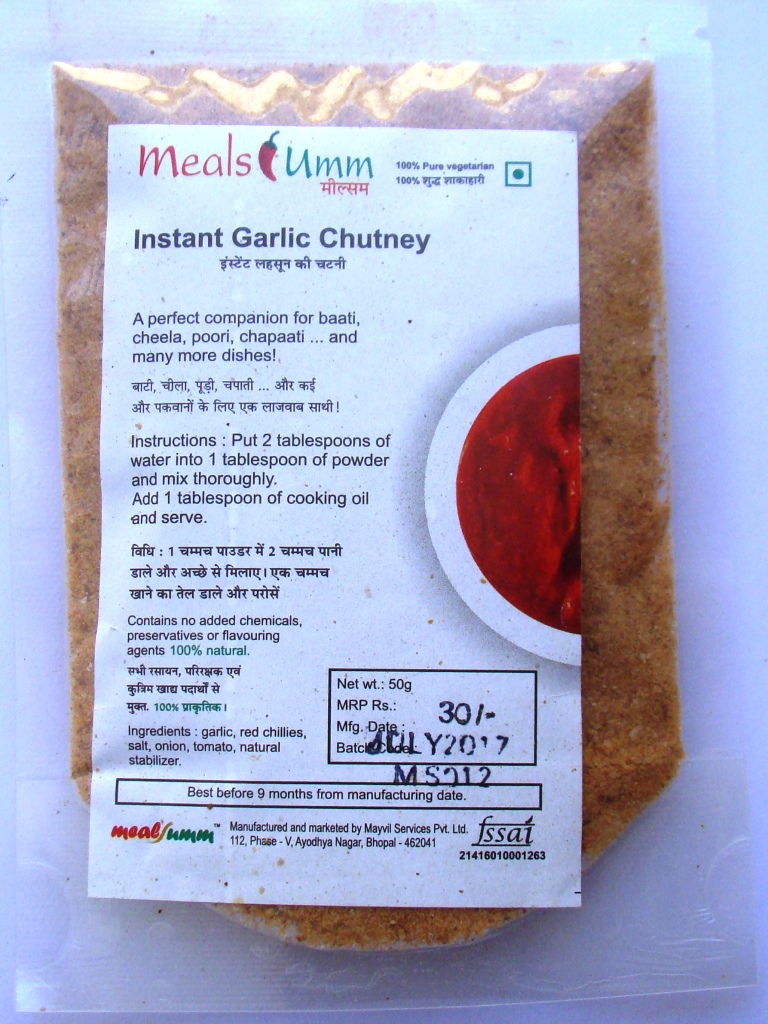 Meals Umm
मील्सम
100% Pure vegetarian
100% शुद्ध शाकाहारी
Instant Garlic Chutney
इंस्टेंट लहसून की चटनी
A perfect companion for baati,
cheela, poori, chapaati ... and
many more dishes!
बाटी, चीला, पूड़ी, चपाती ... और कई
और पकवानों के लिए एक लाजवाब साथी !
Instructions : Put 2 tablespoons of
water into 1 tablespoon of powder
and mix thoroughly.
Add 1 tablespoon of cooking oil
and serve.
विधि : 1 चम्मच पाउडर में 2 चम्मच पानी
डाले और अच्छे से मिलाए। एक चम्मच
खाने का तेल डाले और परोसें
Contains no added chemicals,
preservatives or flavouring
agents 100% natural.
सभी रसायन, परिरक्षक एवं
कुत्रिम खाद्य पदार्थों से
मुक्त. 100% प्राकृतिक।
Ingredients : garlic, red chillies,
salt, onion, tomato, natural
stabilizer.
Net wt.: 50g
MRP Rs.: 30/-
Mfg. Date : JULY2017
Batch Code: MS012
Best before 9 months from manufacturing date.
mealsumm™
Manufactured and marketed by Mayvil Services Pvt. Ltd.
112, Phase - V, Ayodhya Nagar, Bhopal - 462041
fssai
21416010001263